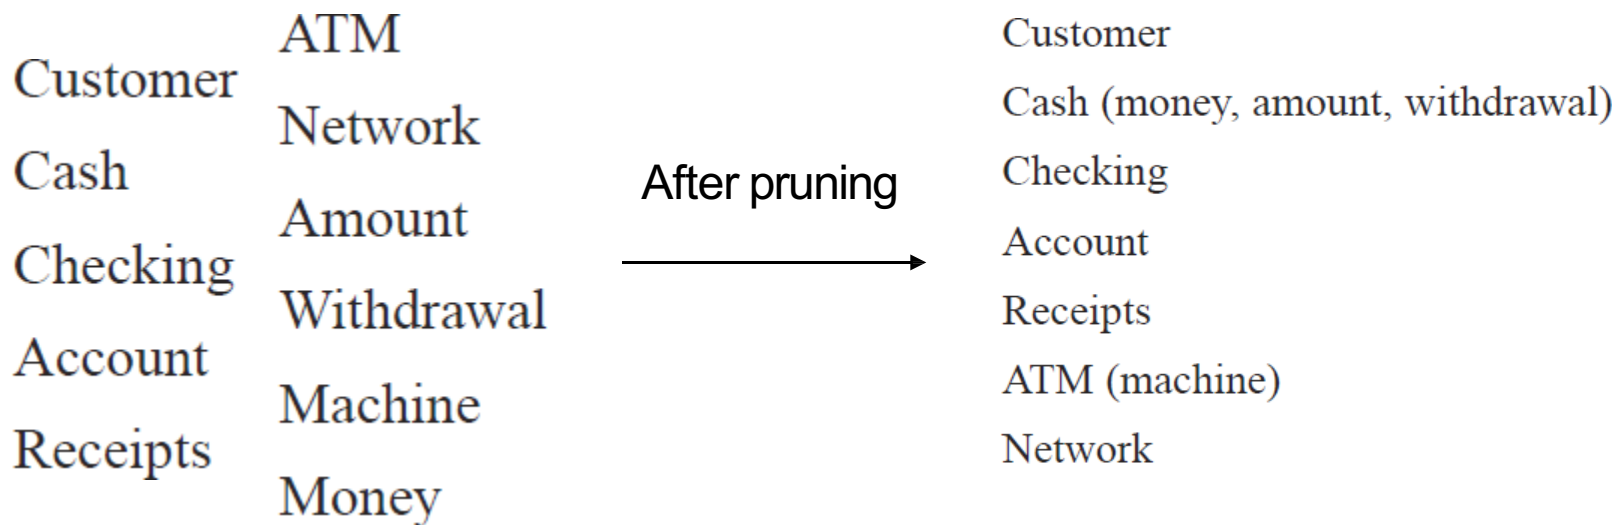 Customer
Cash
Checking
Account
Receipts
ATM
Network
Amount
Withdrawal
Machine
Money
After pruning
Customer
Cash (money, amount, withdrawal)
Checking
Account
Receipts
ATM (machine)
Network